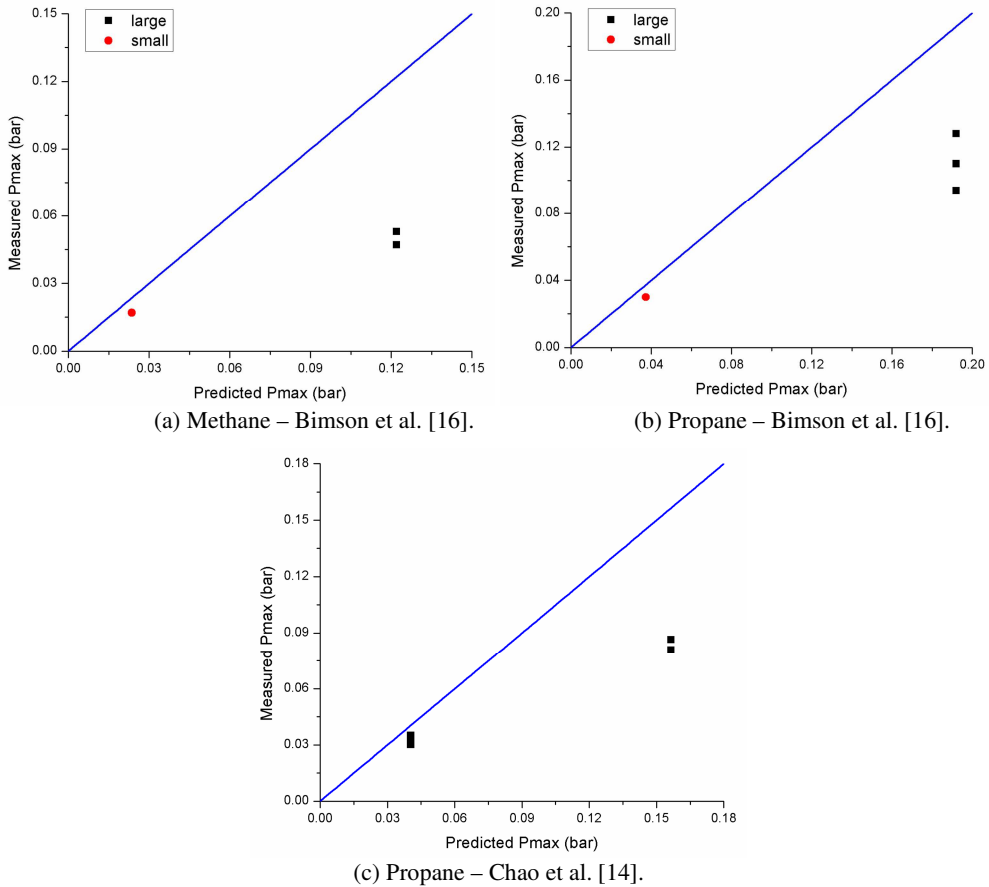 large
small
0.15
0.12
0.09
0.06
0.03
0.00
Measured Pmax (bar)
0.00 0.03 0.06 0.09 0.12 0.15
Predicted Pmax (bar)
(a) Methane – Bimson et al. [16].
large
small
0.20
0.16
0.12
0.08
0.04
0.00
Measured Pmax (bar)
0.00 0.04 0.08 0.12 0.16 0.20
Predicted Pmax (bar)
(b) Propane – Bimson et al. [16].
0.18
0.15
0.12
0.09
0.06
0.03
0.00
Measured Pmax (bar)
0.00 0.03 0.06 0.09 0.12 0.15 0.18
Predicted Pmax (bar)
(c) Propane – Chao et al. [14].